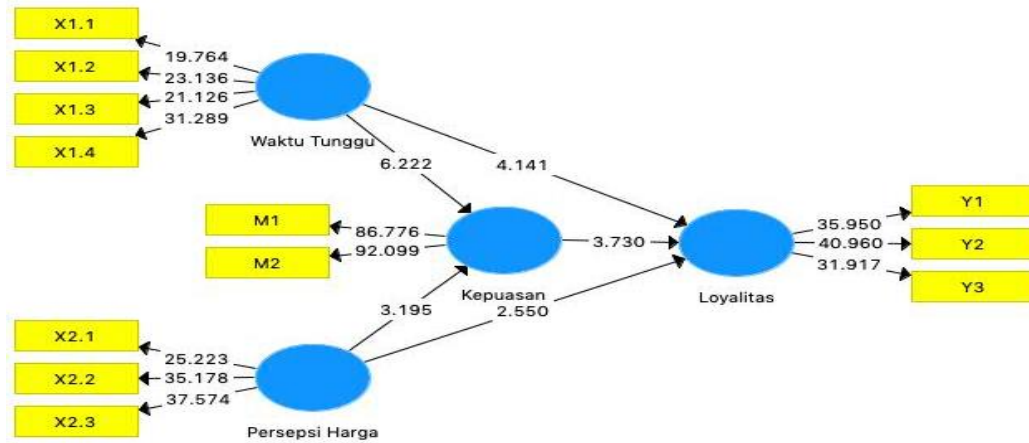 X1.1
X1.2
X1.3
X1.4
19.764
23.136
21.126
31.289
Waktu Tunggu
6.222
4.141
M1
M2
86.776
92.099
Kepuasan
3.730
Loyalitas
35.950
40.960
31.917
Y1
Y2
Y3
3.195
2.550
X2.1
X2.2
X2.3
25.223
35.178
37.574
Persepsi Harga